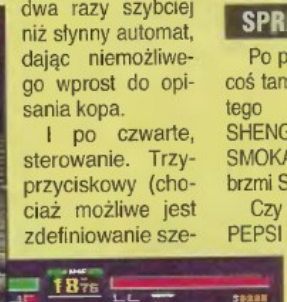 dwa razy szybciej
niż słynny automat,
dając niemożliwe-
go wprost do opi-
sania kopa.
I po czwarte,
sterowanie. Trzy-
przyciskowy (cho-
ciaż możliwe jest
zdefiniowanie sze-
SPR
Po p
coś tam
tego
SHENG
SMOKA
brzmi S
Czy
PEPSI
1876